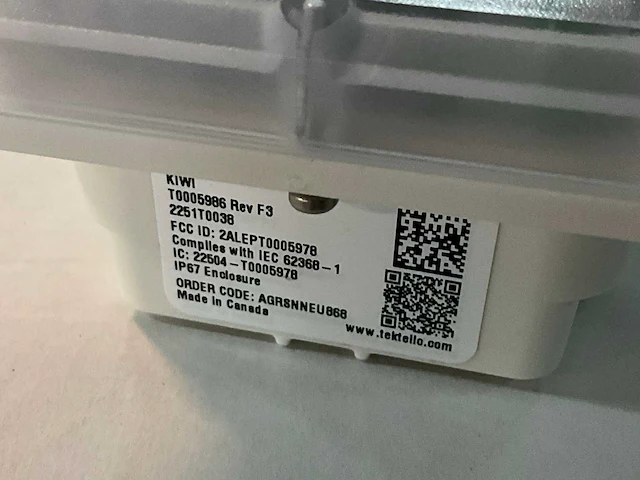 KIWI
T0005986 Rev F3
2251T0038
FCC ID: 2ALEPT0005978
Complies with IEC 62368-1
IC: 22504-T0005978
IP67 Enclosure
ORDER CODE: AGRSNNEU868
Made in Canada
www.tektelic.com